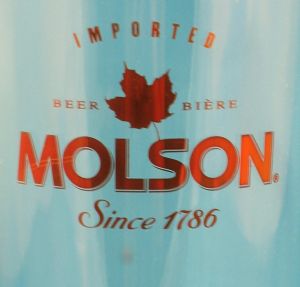 IMPORTED
BEER BIÈRE
MOLSON®
Since 1786